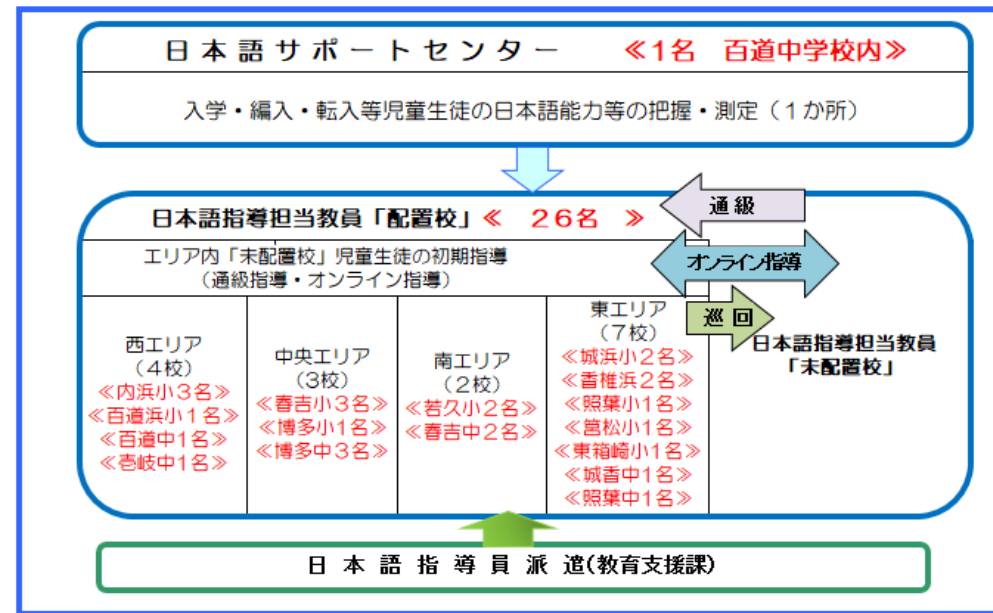 日本語サポートセンター ≪1名 百道中学校内≫
入学・編入・転入等児童生徒の日本語能力等の把握・測定（１か所）
日本語指導担当教員「配置校」≪ 26名 ≫
通級
エリア内「未配置校」児童生徒の初期指導
（通級指導・オンライン指導）
オンライン指導
巡回
日本語指導担当教員
「未配置校」
西エリア
（4校）
≪内浜小3名≫
≪百道浜小1名≫
≪百道中1名≫
≪壱岐中1名≫
中央エリア
（3校）
≪春吉小3名≫
≪博多小1名≫
≪博多中3名≫
南エリア
（2校）
≪若久小2名≫
≪春吉中2名≫
東エリア
（7校）
≪城浜小2名≫
≪香椎浜2名≫
≪照葉小1名≫
≪筥松小1名≫
≪東箱崎小1名≫
≪城香中1名≫
≪照葉中1名≫
日本語指導員派遣(教育支援課)